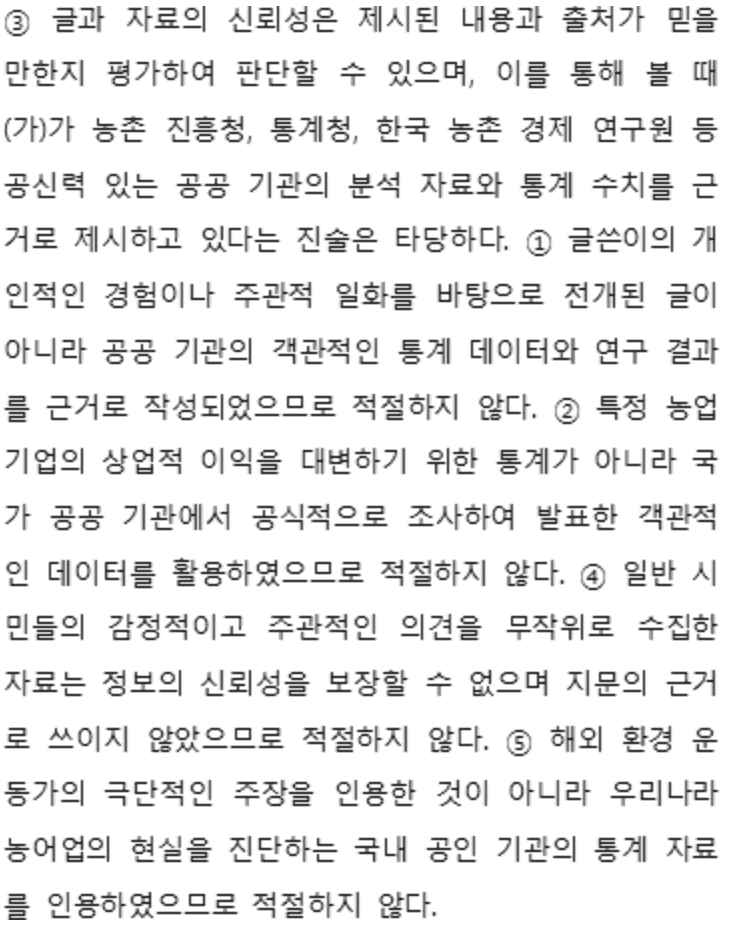 ③ 글과 자료의 신뢰성은 제시된 내용과 출처가 믿을
만한지 평가하여 판단할 수 있으며, 이를 통해 볼 때
(가)가 농촌 진흥청, 통계청, 한국 농촌 경제 연구원 등
공신력 있는 공공 기관의 분석 자료와 통계 수치를 근
거로 제시하고 있다는 진술은 타당하다. ① 글쓴이의 개
인적인 경험이나 주관적 일화를 바탕으로 전개된 글이
아니라 공공 기관의 객관적인 통계 데이터와 연구 결과
를 근거로 작성되었으므로 적절하지 않다. ② 특정 농업
기업의 상업적 이익을 대변하기 위한 통계가 아니라 국
가 공공 기관에서 공식적으로 조사하여 발표한 객관적
인 데이터를 활용하였으므로 적절하지 않다. ④ 일반 시
민들의 감정적이고 주관적인 의견을 무작위로 수집한
자료는 정보의 신뢰성을 보장할 수 없으며 지문의 근거
로 쓰이지 않았으므로 적절하지 않다. ⑤ 해외 환경 운
동가의 극단적인 주장을 인용한 것이 아니라 우리나라
농어업의 현실을 진단하는 국내 공인 기관의 통계 자료
를 인용하였으므로 적절하지 않다.